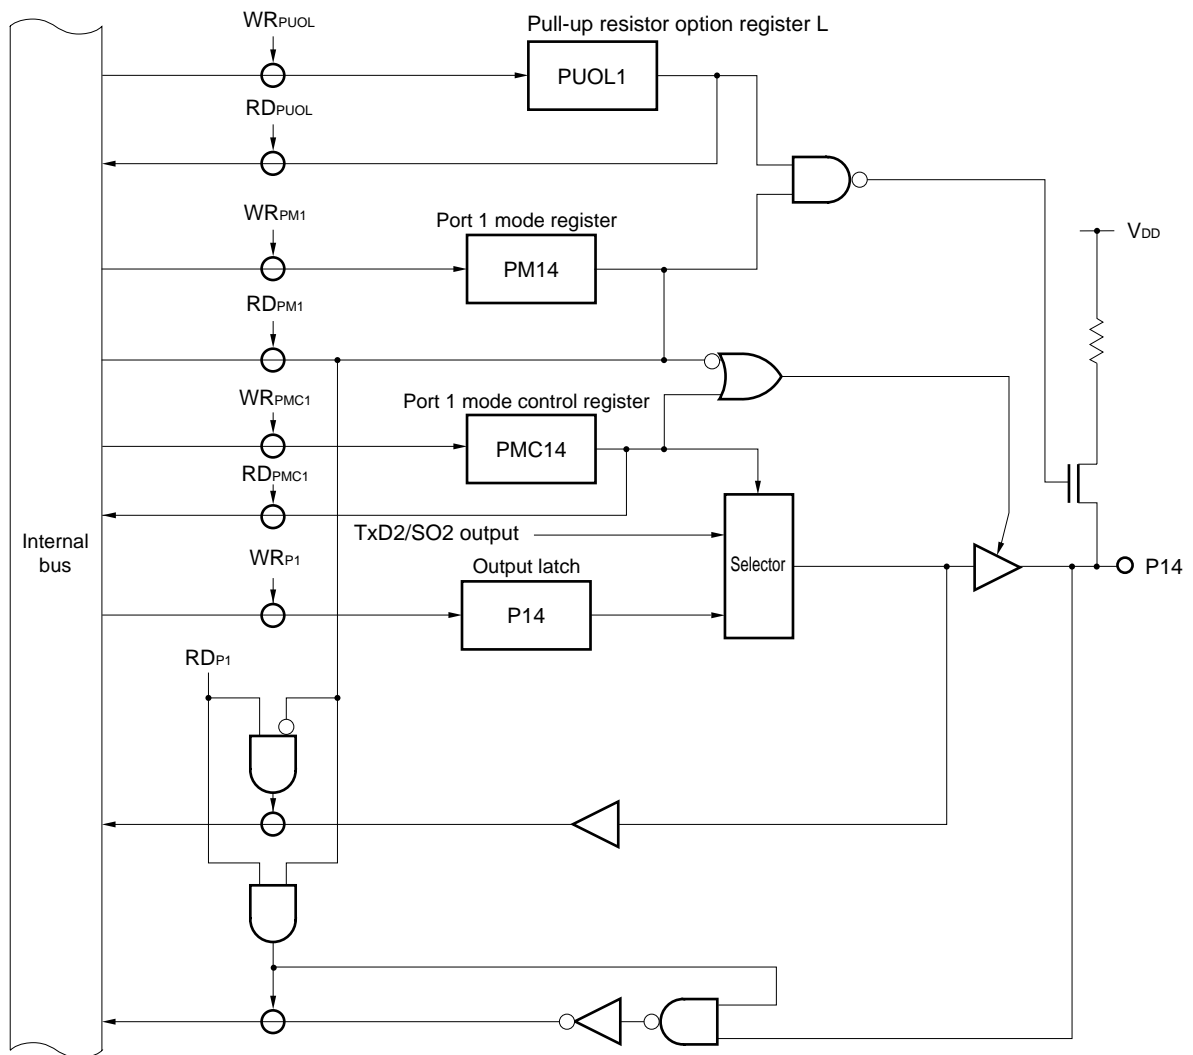 WRPUOL
Pull-up resistor option register L
PUOL1
RDPUOL
WRPM1
Port 1 mode register
PM14
VDD
RDPM1
WRPMC1
Port 1 mode control register
PMC14
RDPMC1
TxD2/SO2 output
Internal
bus
WRP1
Output latch
Selector
P14
P14
RDP1